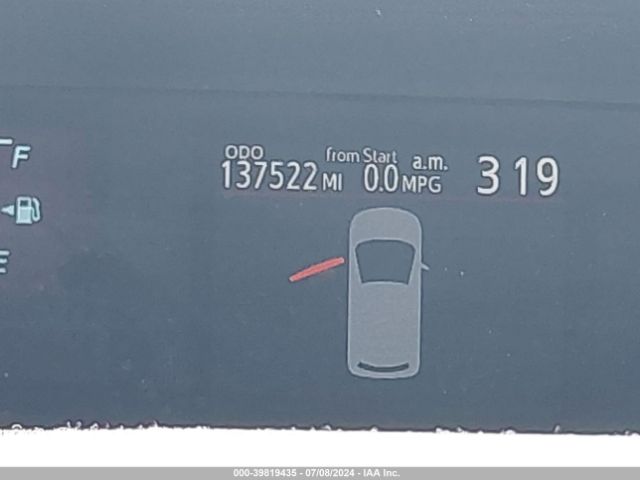 F
ODO from Start a.m.
137522 MI 0.0 MPG 3 19
E
000-39819435 - 07/08/2024 - IAA Inc.